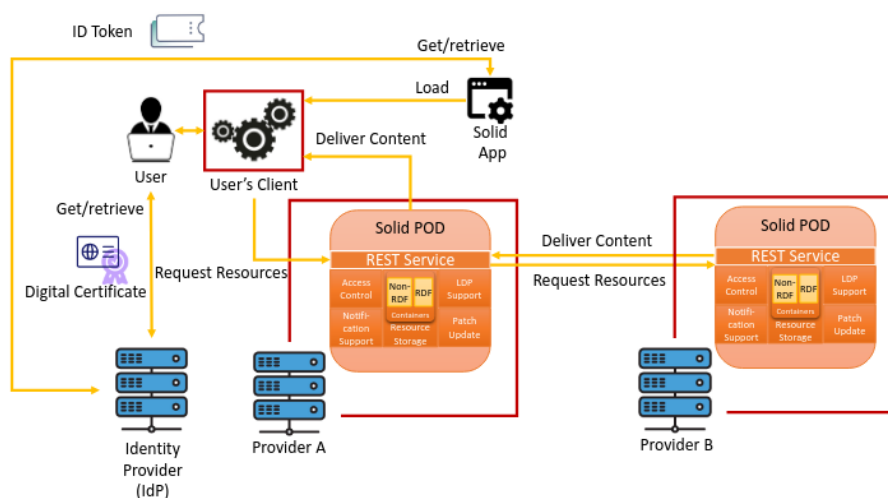 ID Token
Get/retrieve
Load
Solid
App
Deliver Content
User
User's Client
Get/retrieve
Digital Certificate
Request Resources
Solid POD
REST Service
Access
Control
Non-
RDF
RDF
LDP
Support
Containers
Notifi-
cation
Support
Resource
Storage
Patch
Update
Deliver Content
Request Resources
Solid POD
REST Service
Access
Control
Non-
RDF
RDF
LDP
Support
Containers
Notifi-
cation
Support
Resource
Storage
Patch
Update
Identity
Provider
(IdP)
Provider A
Provider B